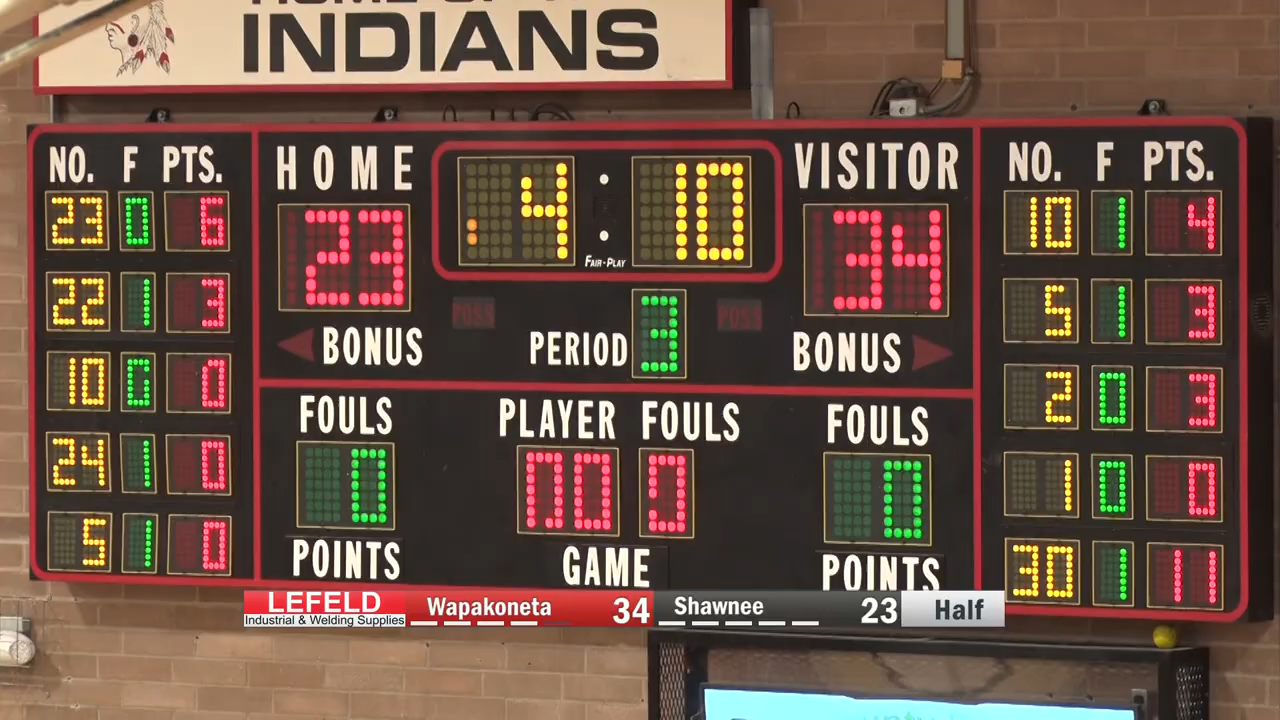 INDIANS
NO. F PTS.
23 0 6
22 1 3
10 0 0
24 1 0
5 1 0
HOME
23
BONUS
4:10
FAIR-PLAY
POSS
POSS
PERIOD 3
VISITOR
34
BONUS
FOULS
0
POINTS
PLAYER FOULS
00
GAME
FOULS
0
POINTS
NO. F PTS.
10 1 4
5 1 3
2 0 3
1 0 0
30 1 11
LEFELD
Industrial & Welding Supplies
Wapakoneta 34 Shawnee 23 Half